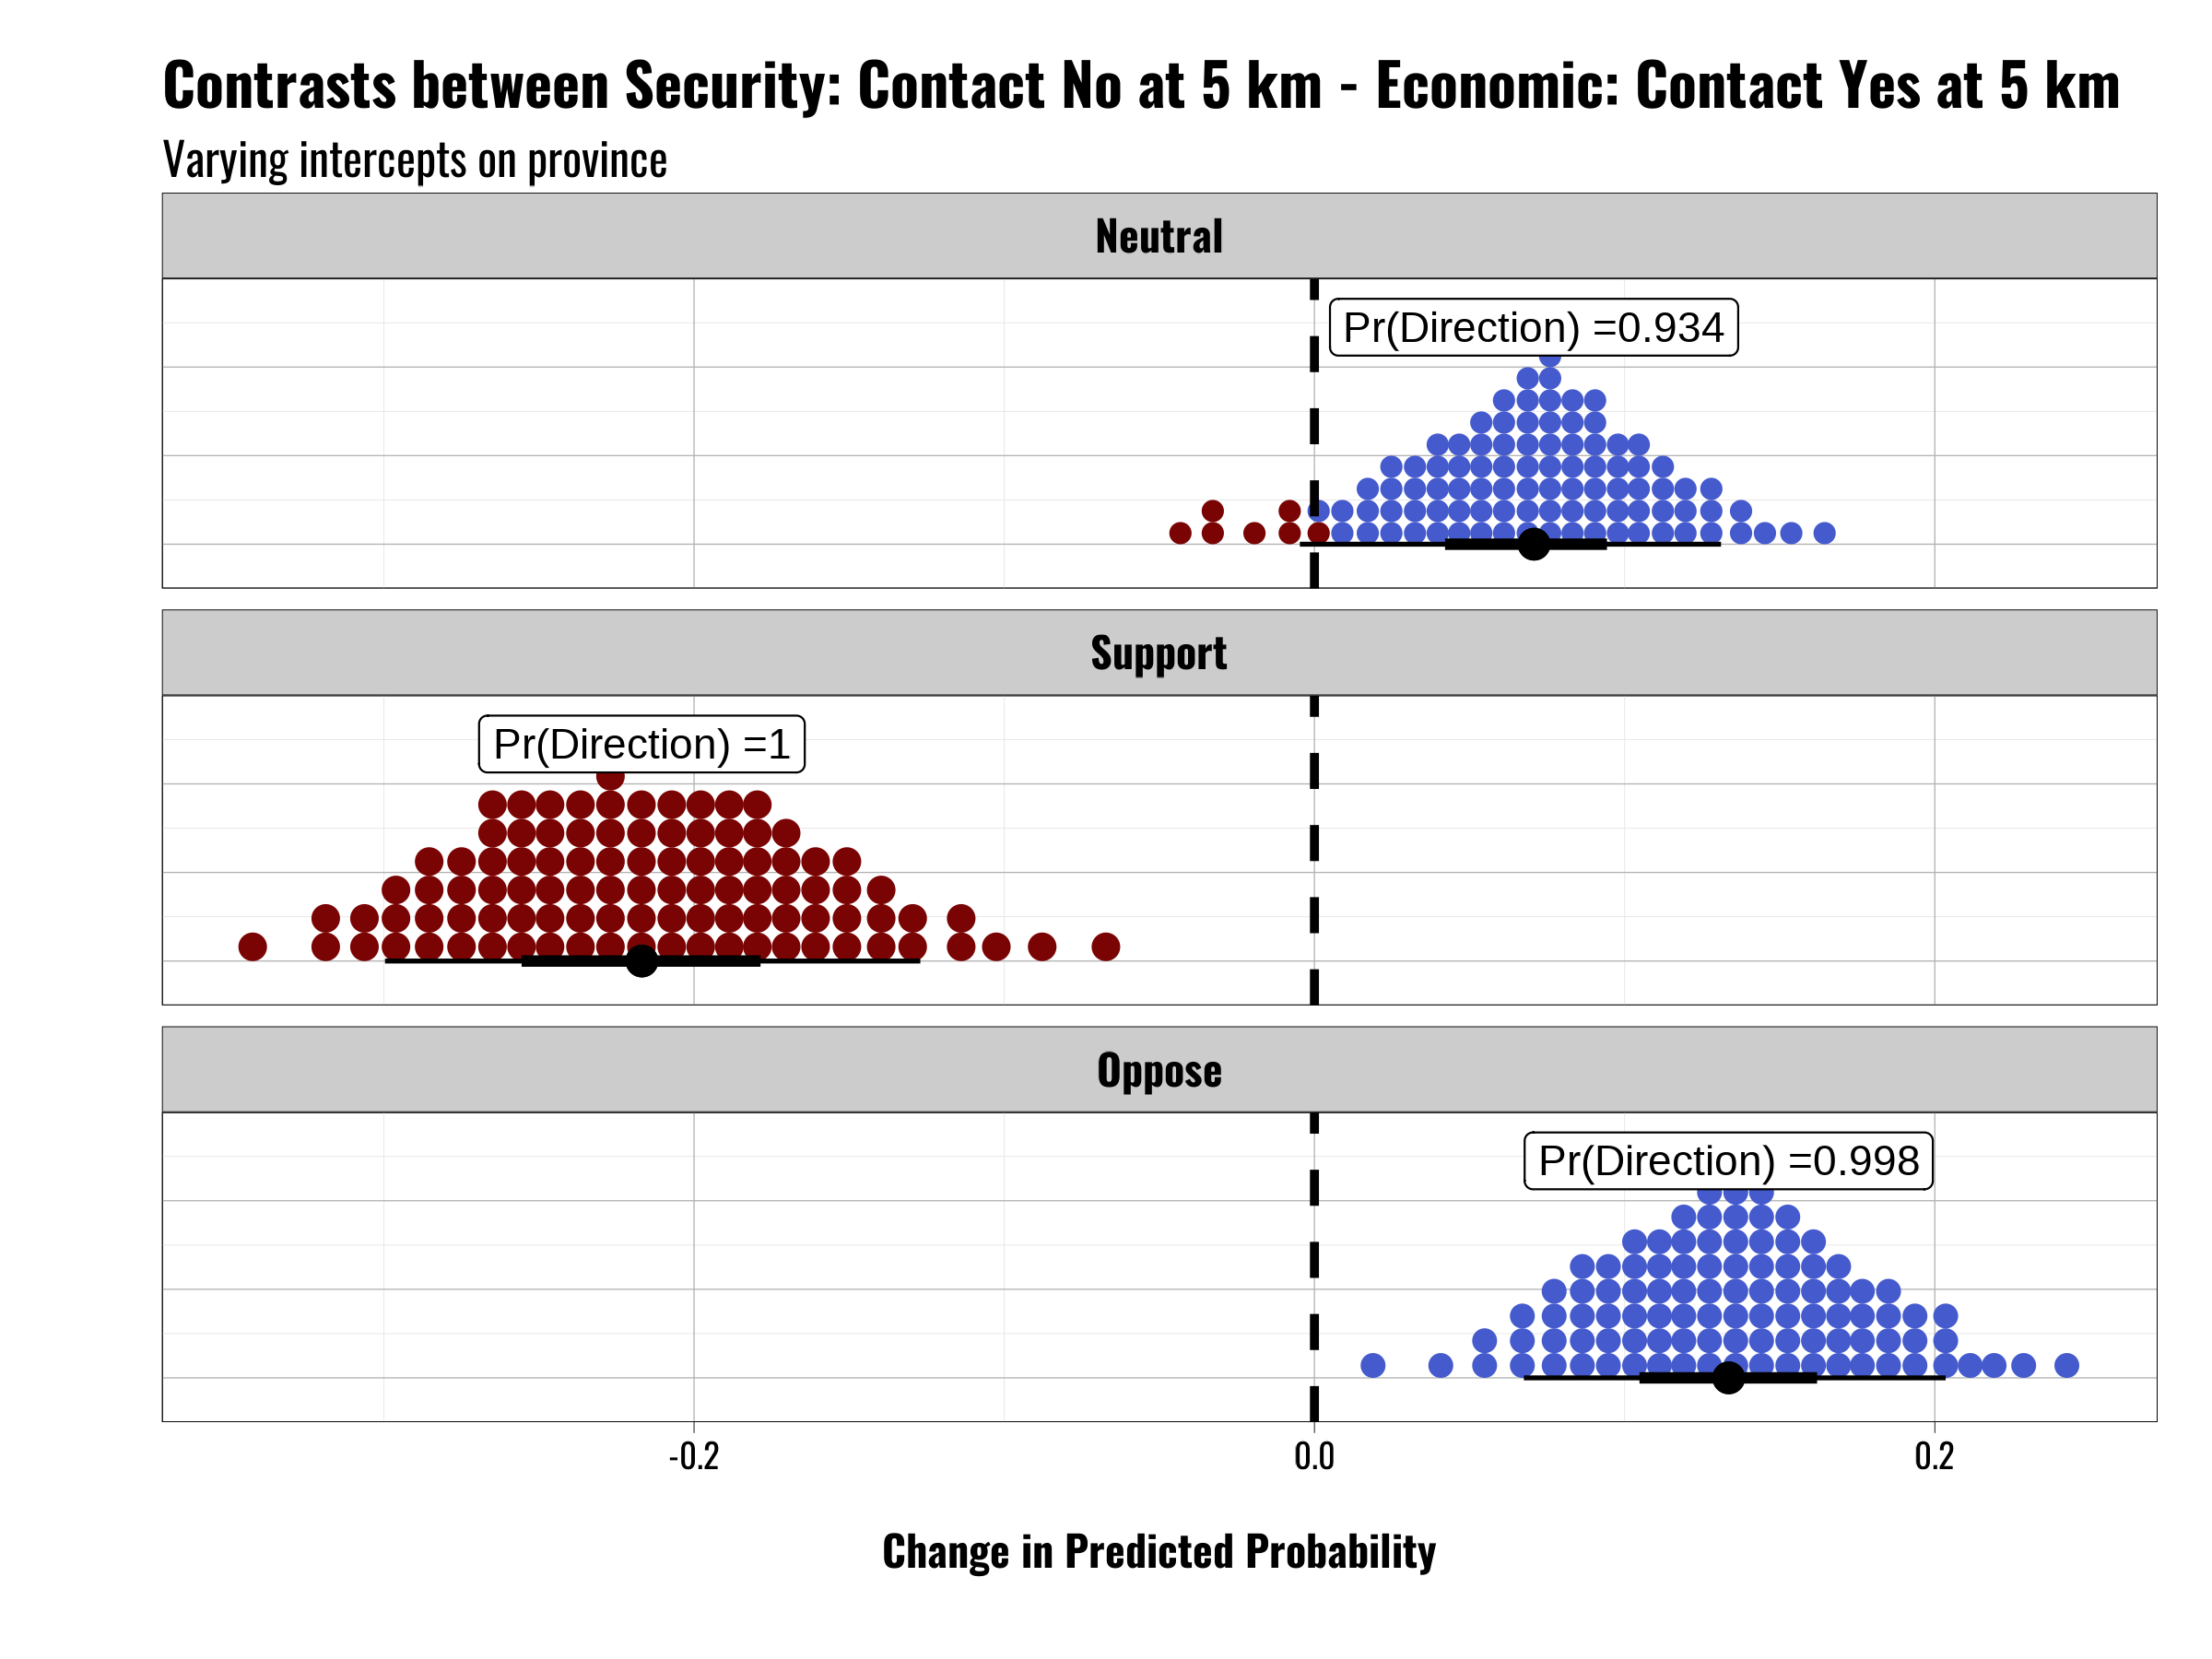 Contrasts between Security: Contact No at 5 km - Economic: Contact Yes at 5 km
Varying intercepts on province
Neutral
Pr(Direction) =0.934
Support
Pr(Direction) =1
Oppose
Pr(Direction) =0.998
-0.2 0.0 0.2
Change in Predicted Probability